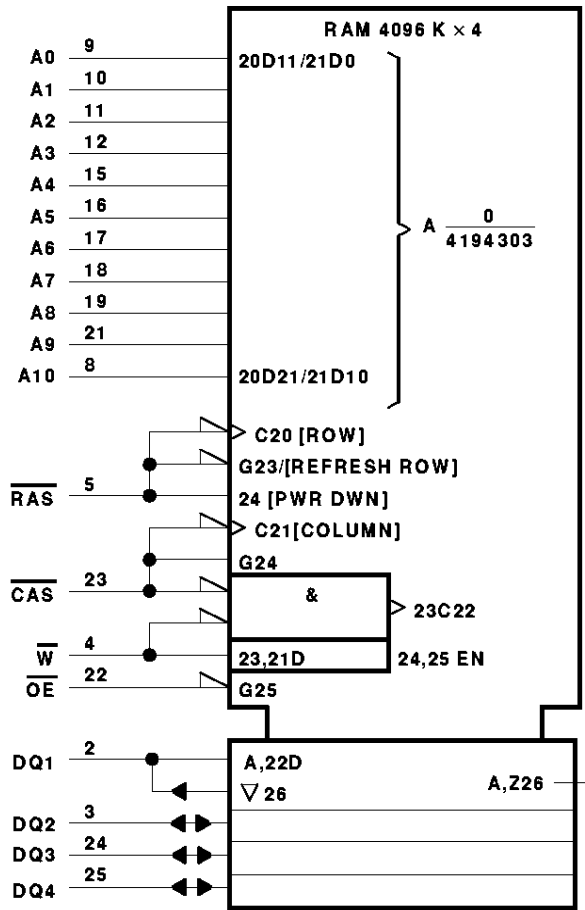 RAM 4096 K × 4
A0 9 20D11/21D0
A1 10
A2 11
A3 12
A4 15
A5 16
A 0
4194303
A6 17
A7 18
A8 19
A9 21
A10 8 20D21/21D10
C20 [ROW]
G23/[REFRESH ROW]
RAS 5 24 [PWR DWN]
C21[COLUMN]
G24
CAS 23 &
23C22
W 4 23,21D 24,25 EN
OE 22 G25
DQ1 2 A,22D
26 A,Z26
DQ2 3
DQ3 24
DQ4 25